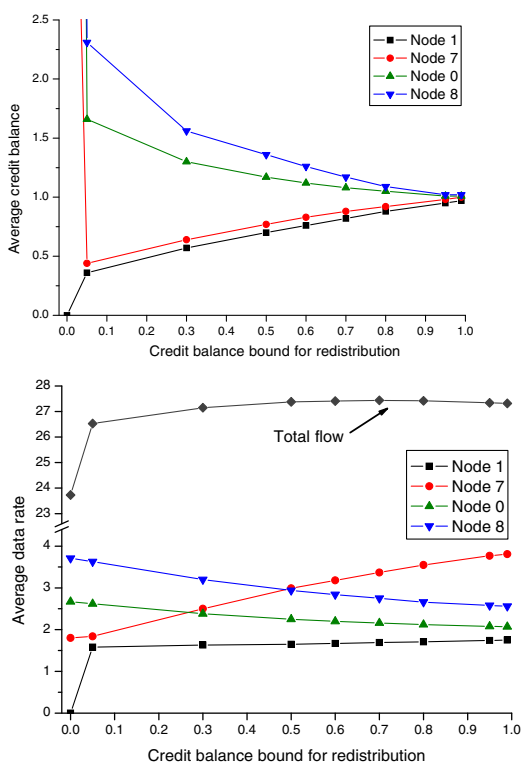 2.5
2.0
1.5
1.0
0.5
0.0
Average credit balance
Node 1
Node 7
Node 0
Node 8
0.0 0.1 0.2 0.3 0.4 0.5 0.6 0.7 0.8 0.9 1.0
Credit balance bound for redistribution
28
27
26
25
24
23
4
3
2
1
0
Average data rate
Total flow
Node 1
Node 7
Node 0
Node 8
0.0 0.1 0.2 0.3 0.4 0.5 0.6 0.7 0.8 0.9 1.0
Credit balance bound for redistribution